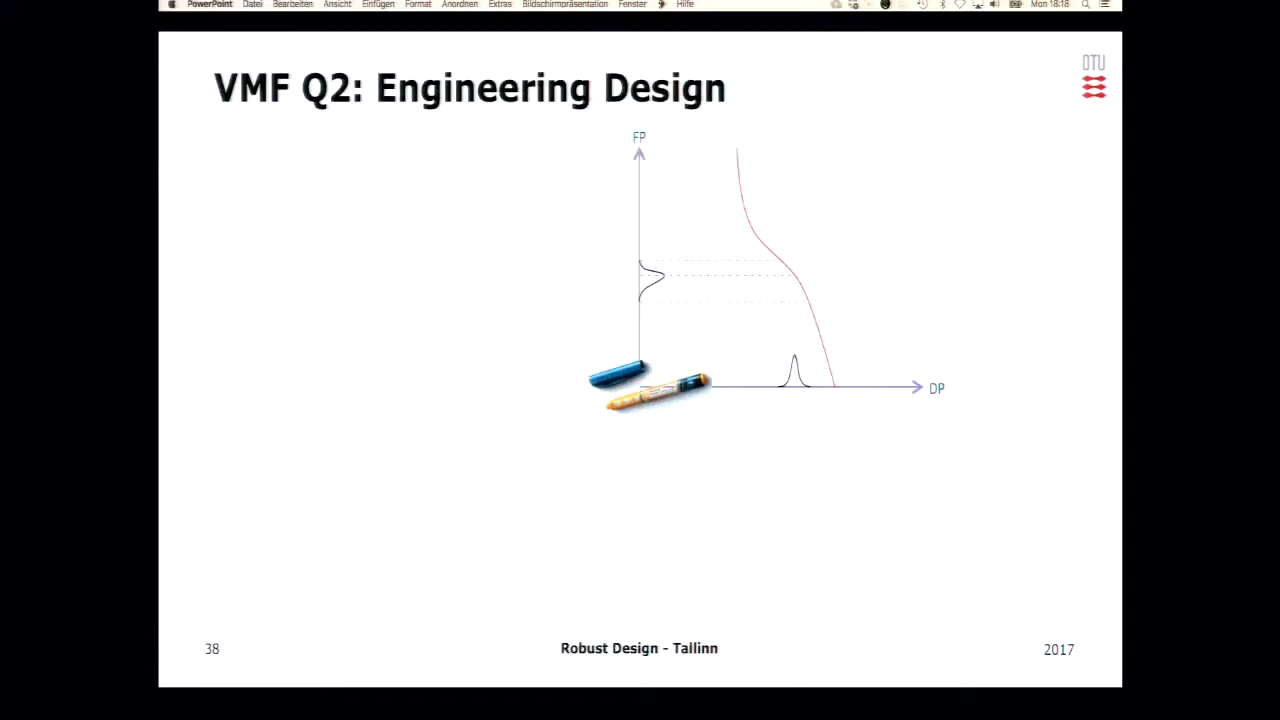 PowerPoint Datei Bearbeiten Ansicht Einfügen Format Anordnen Extras Bildschirmpräsentation Fenster Hilfe Mon 18:18
VMF Q2: Engineering Design
DTU
FP
DP
38 Robust Design - Tallinn 2017